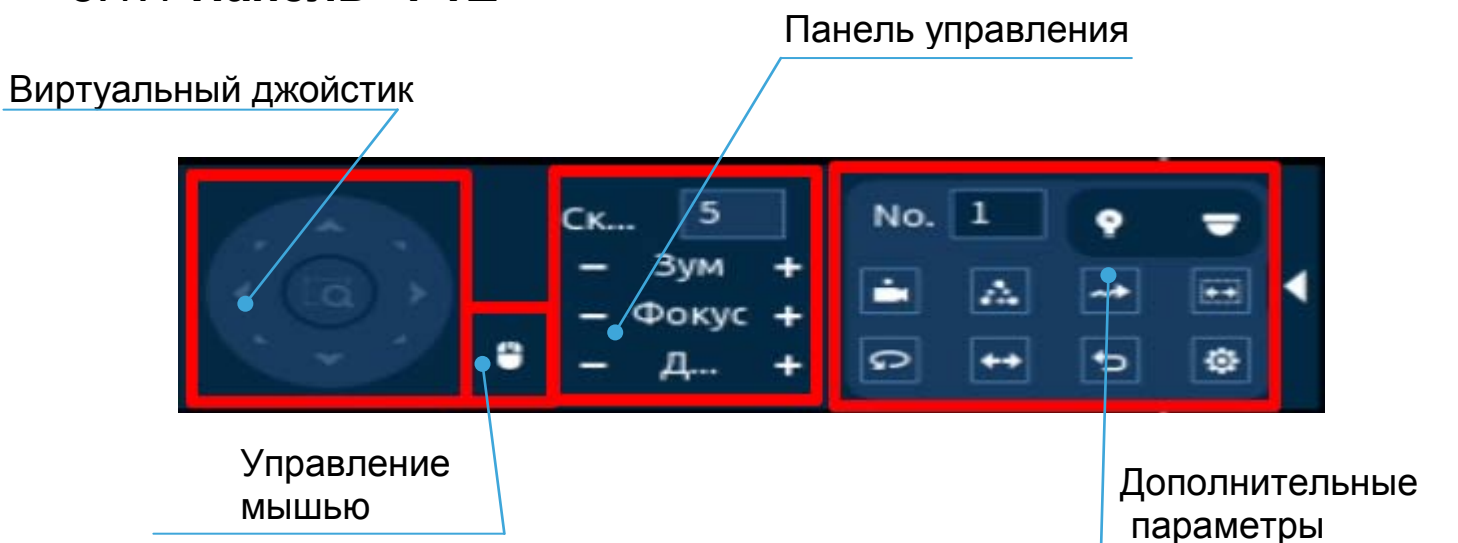 Панель управления
Виртуальный джойстик
Ск... 5
− Зум +
− Фокус +
− Д... +
No. 1
Управление
мышью
Дополнительные
параметры